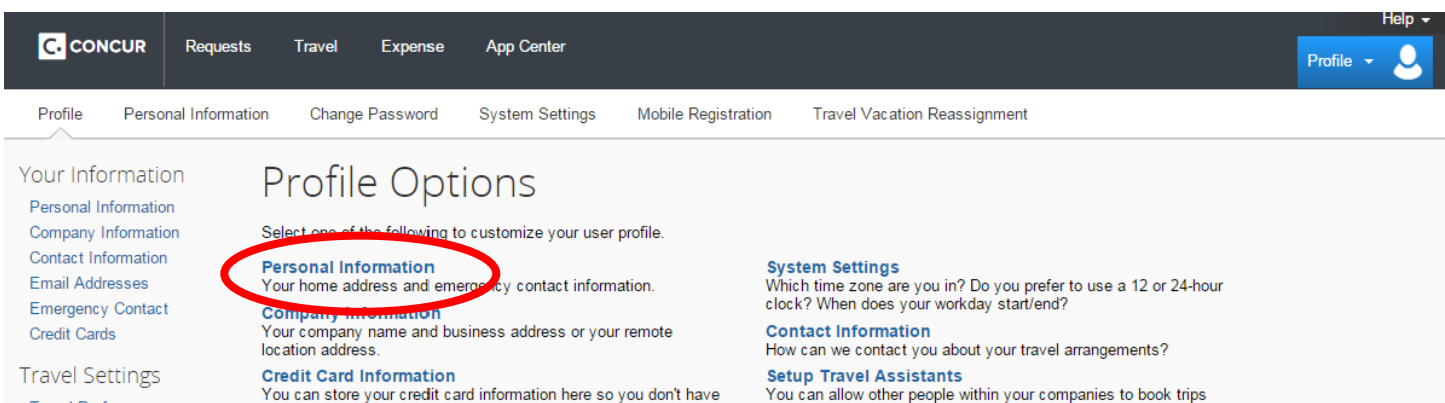 Help
C. CONCUR Requests Travel Expense App Center
Profile
Profile Personal Information Change Password System Settings Mobile Registration Travel Vacation Reassignment
Your Information
Personal Information
Company Information
Contact Information
Email Addresses
Emergency Contact
Credit Cards
Travel Settings
Profile Options
Select one of the following to customize your user profile.
Personal Information
Your home address and emergency contact information.
Company Information
Your company name and business address or your remote
location address.
Credit Card Information
You can store your credit card information here so you don't have
System Settings
Which time zone are you in? Do you prefer to use a 12 or 24-hour
clock? When does your workday start/end?
Contact Information
How can we contact you about your travel arrangements?
Setup Travel Assistants
You can allow other people within your companies to book trips